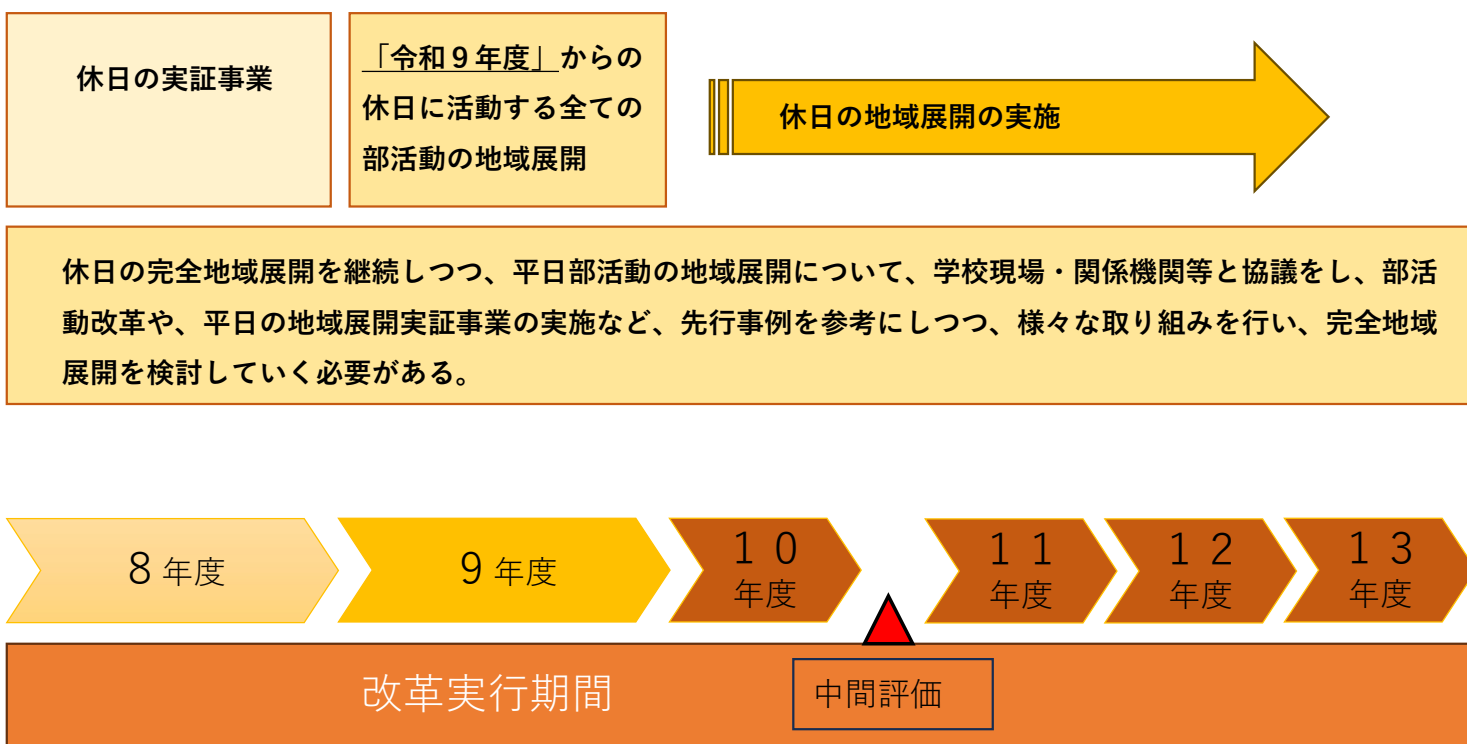 休日の実証事業
「令和９年度」からの
休日に活動する全ての
部活動の地域展開
休日の地域展開の実施
休日の完全地域展開を継続しつつ、平日部活動の地域展開について、学校現場・関係機関等と協議をし、部活
動改革や、平日の地域展開実証事業の実施など、先行事例を参考にしつつ、様々な取り組みを行い、完全地域
展開を検討していく必要がある。
８年度
９年度
１０
年度
１１
年度
１２
年度
１３
年度
改革実行期間
中間評価